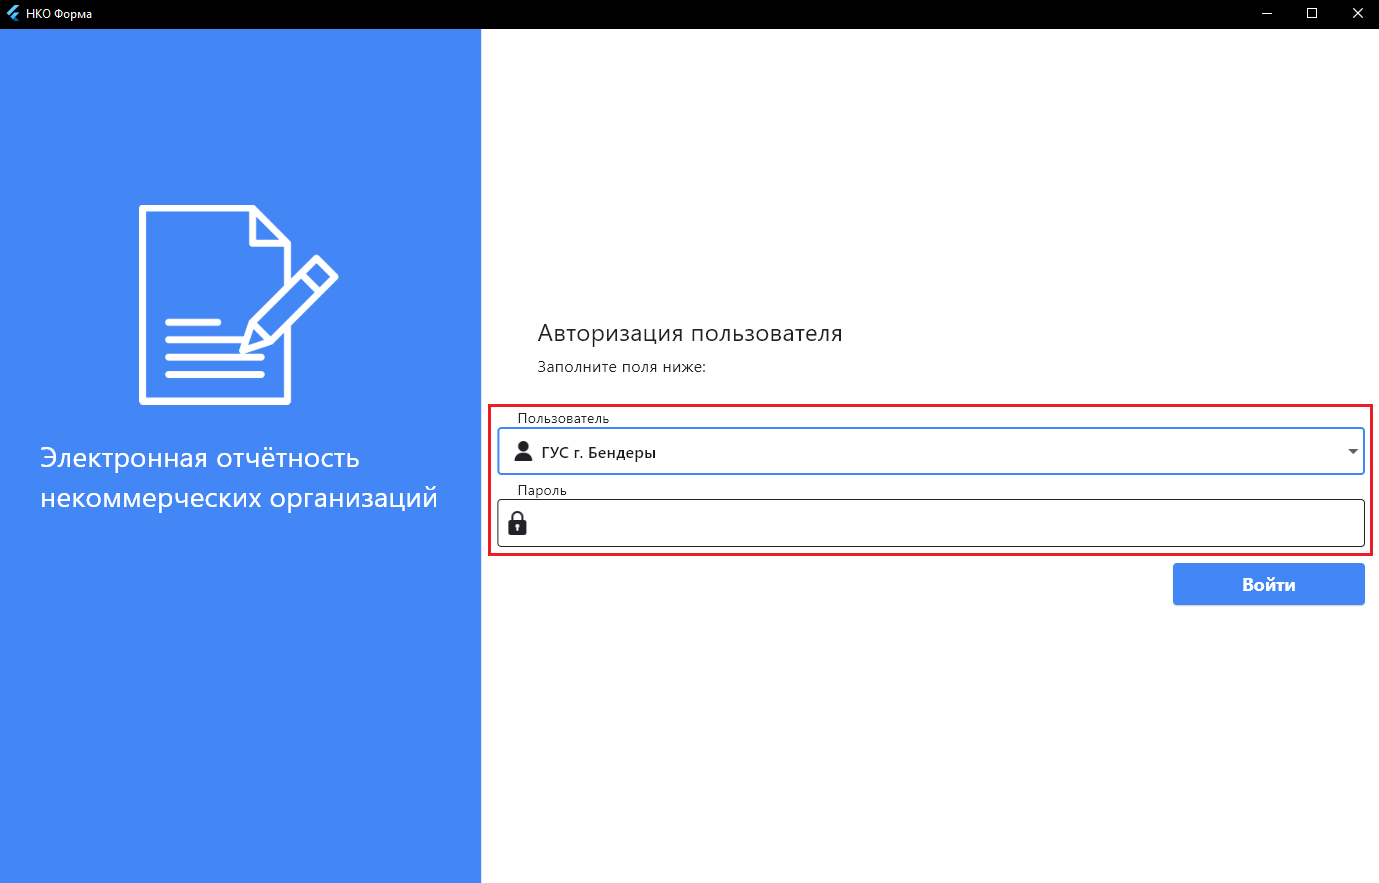 НКО Форма
Электронная отчётность
некоммерческих организаций
Авторизация пользователя
Заполните поля ниже:
Пользователь
ГУС г. Бендеры
Пароль
Войти